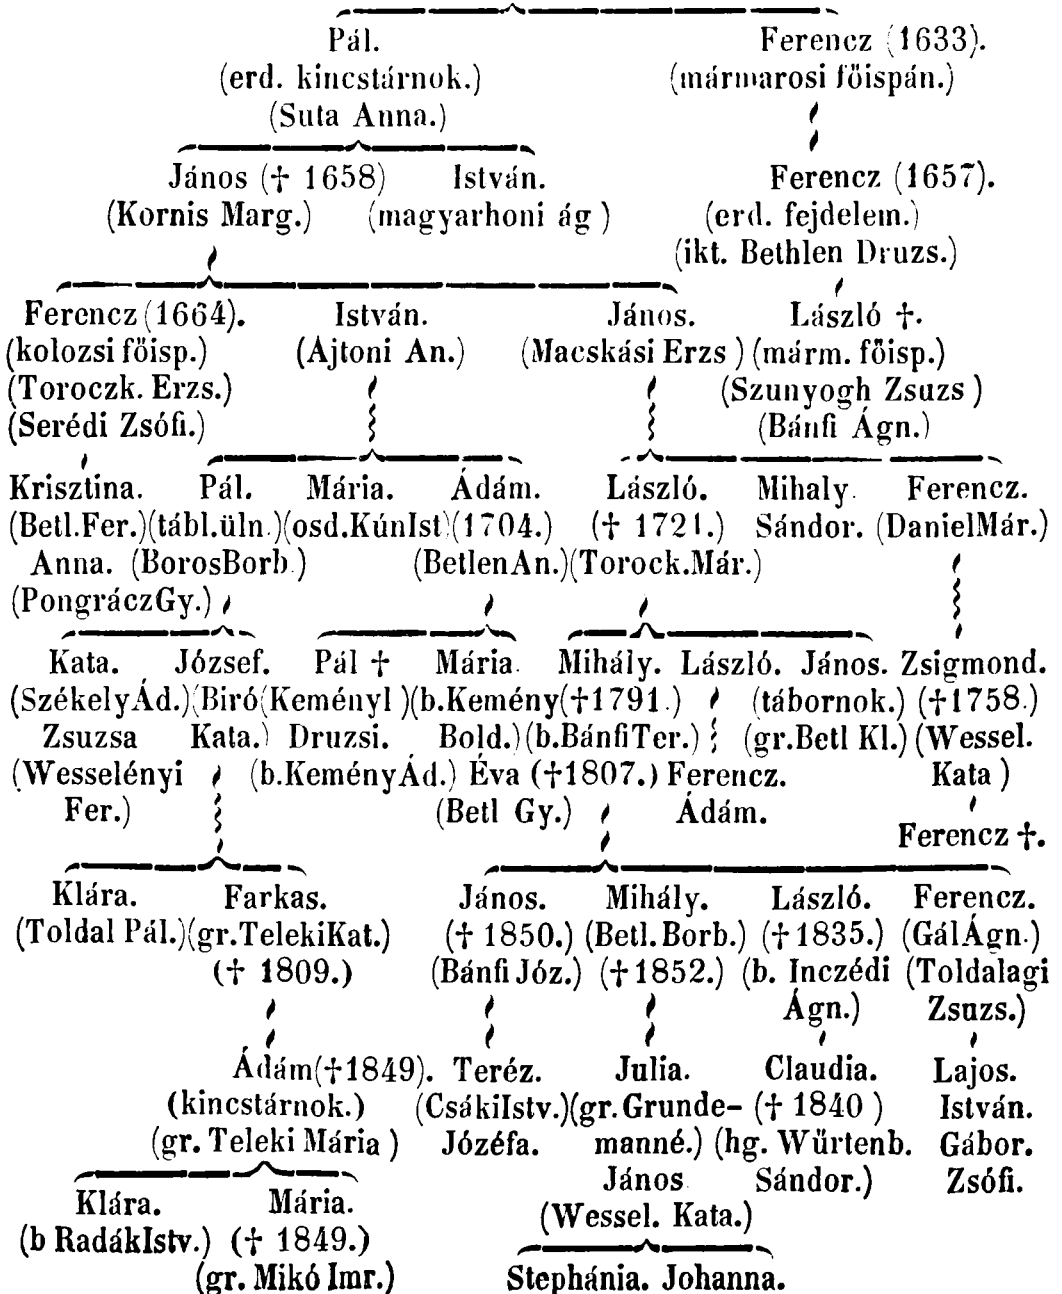 Pál. Ferencz (1633).
(erd. kincstárnok.) (mármarosi főispán.)
(Suta Anna.)
János († 1658) István. Ferencz (1657).
(Kornis Marg.) (magyarhoni ág ) (erd. fejdelem.)
(ikt. Bethlen Druzs.)
Ferencz (1664). István. János. László †.
(kolozsi főisp.) (Ajtoni An.) (Macskási Erzs ) (márm. főisp.)
(Toroczk. Erzs.) (Szunyogh Zsuzs )
(Serédi Zsófi.) (Bánfi Ágn.)
Krisztina. Pál. Mária. Ádám. László. Mihaly Ferencz.
(Betl.Fer.) (tábl.üln.) (osd.KúnIst) (1704.) († 1721.) Sándor. (DanielMár.)
Anna. (BorosBorb.) (BetlenAn.) (Torock.Már.)
(PongráczGy.)
Kata. József. Pál † Mária Mihály. László. János. Zsigmond.
(SzékelyÁd.) (Biró (KeményI ) (b.Kemény (†1791.) (tábornok.) (†1758.)
Zsuzsa Kata.) Druzsi. Bold.) (b.BánfiTer.) (gr.Betl Kl.) (Wessel.
(Wesselényi (b.KeményÁd.) Éva (†1807.) Ferencz. Kata )
Fer.) (Betl Gy.) Ádám.
Ferencz †.
Klára. Farkas. János. Mihály. László. Ferencz.
(Toldal Pál.) (gr.TelekiKat.) († 1850.) (Betl.Borb.) (†1835.) (GálÁgn.)
(† 1809.) (Bánfi Józ.) (†1852.) (b. Inczédi (Toldalagi
Ágn.) Zsuzs.)
Ádám(†1849). Teréz. Julia. Claudia. Lajos.
(kincstárnok.) (CsákiIstv.) (gr.Grunde- († 1840 ) István.
(gr. Teleki Mária ) Józéfa. manné.) (hg. Würtenb. Gábor.
Klára. Mária. János Sándor.) Zsófi.
(b RadákIstv.) († 1849.) (Wessel. Kata.)
(gr. Mikó Imr.) Stephánia. Johanna.